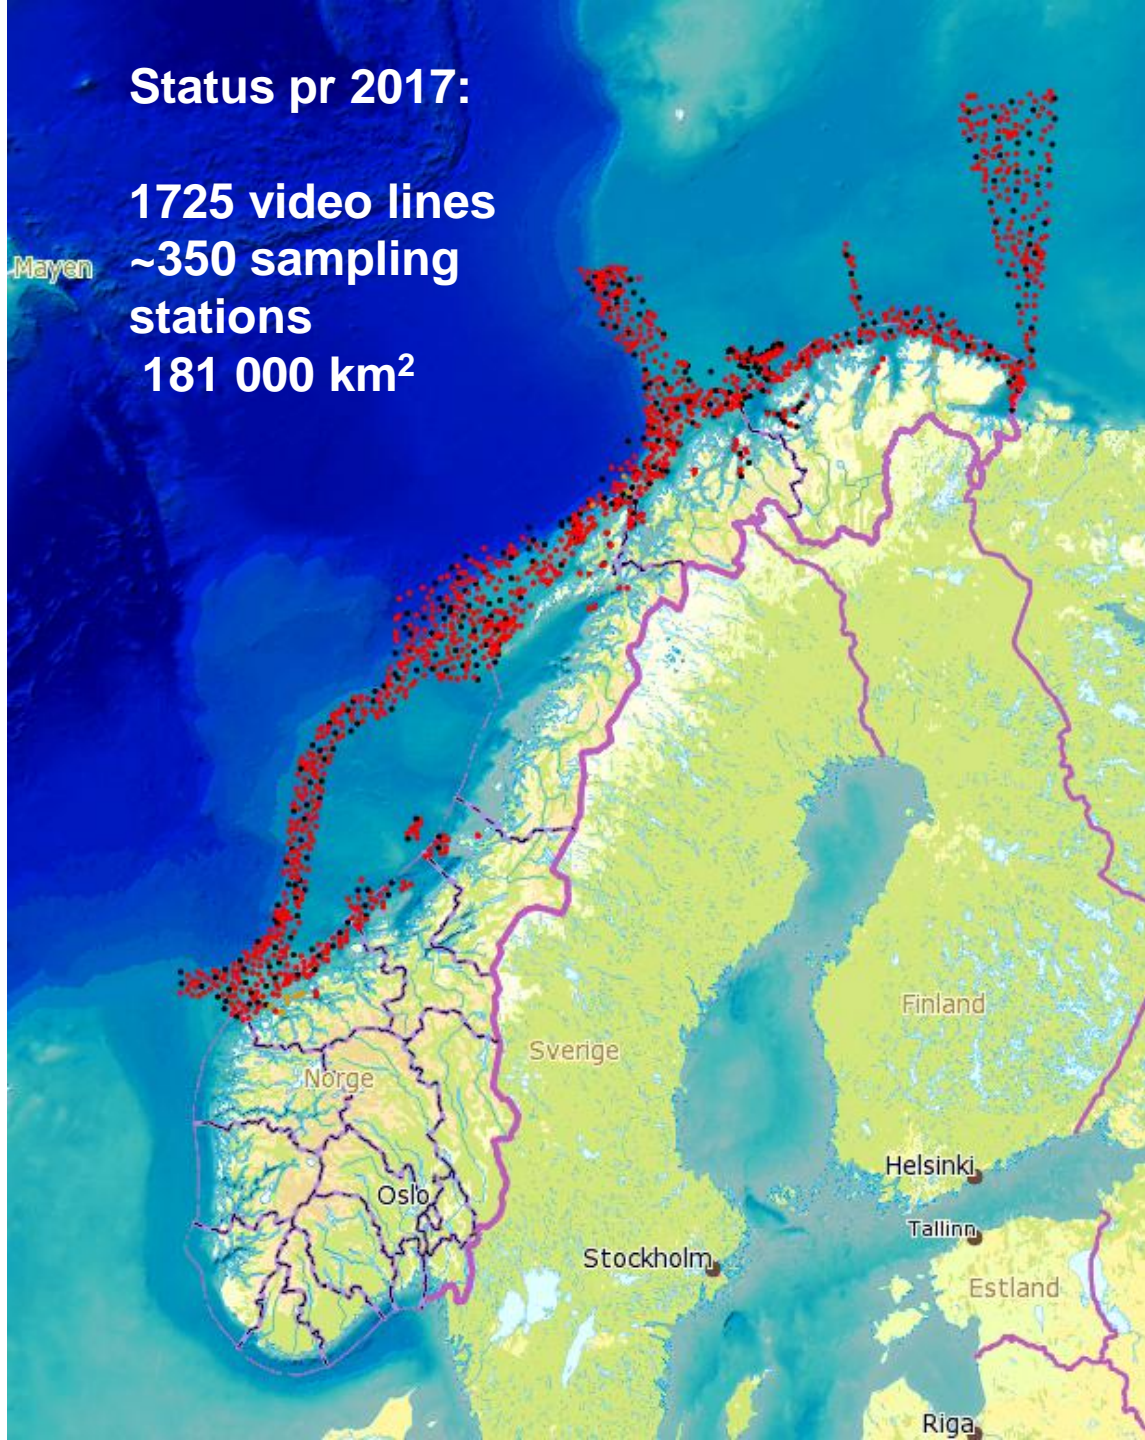 Status pr 2017:
1725 video lines
~350 sampling
stations
181 000 km²
Mayen
Finland
Sverige
Norge
Helsinki
Oslo
Tallinn
Stockholm
Estland
Riga